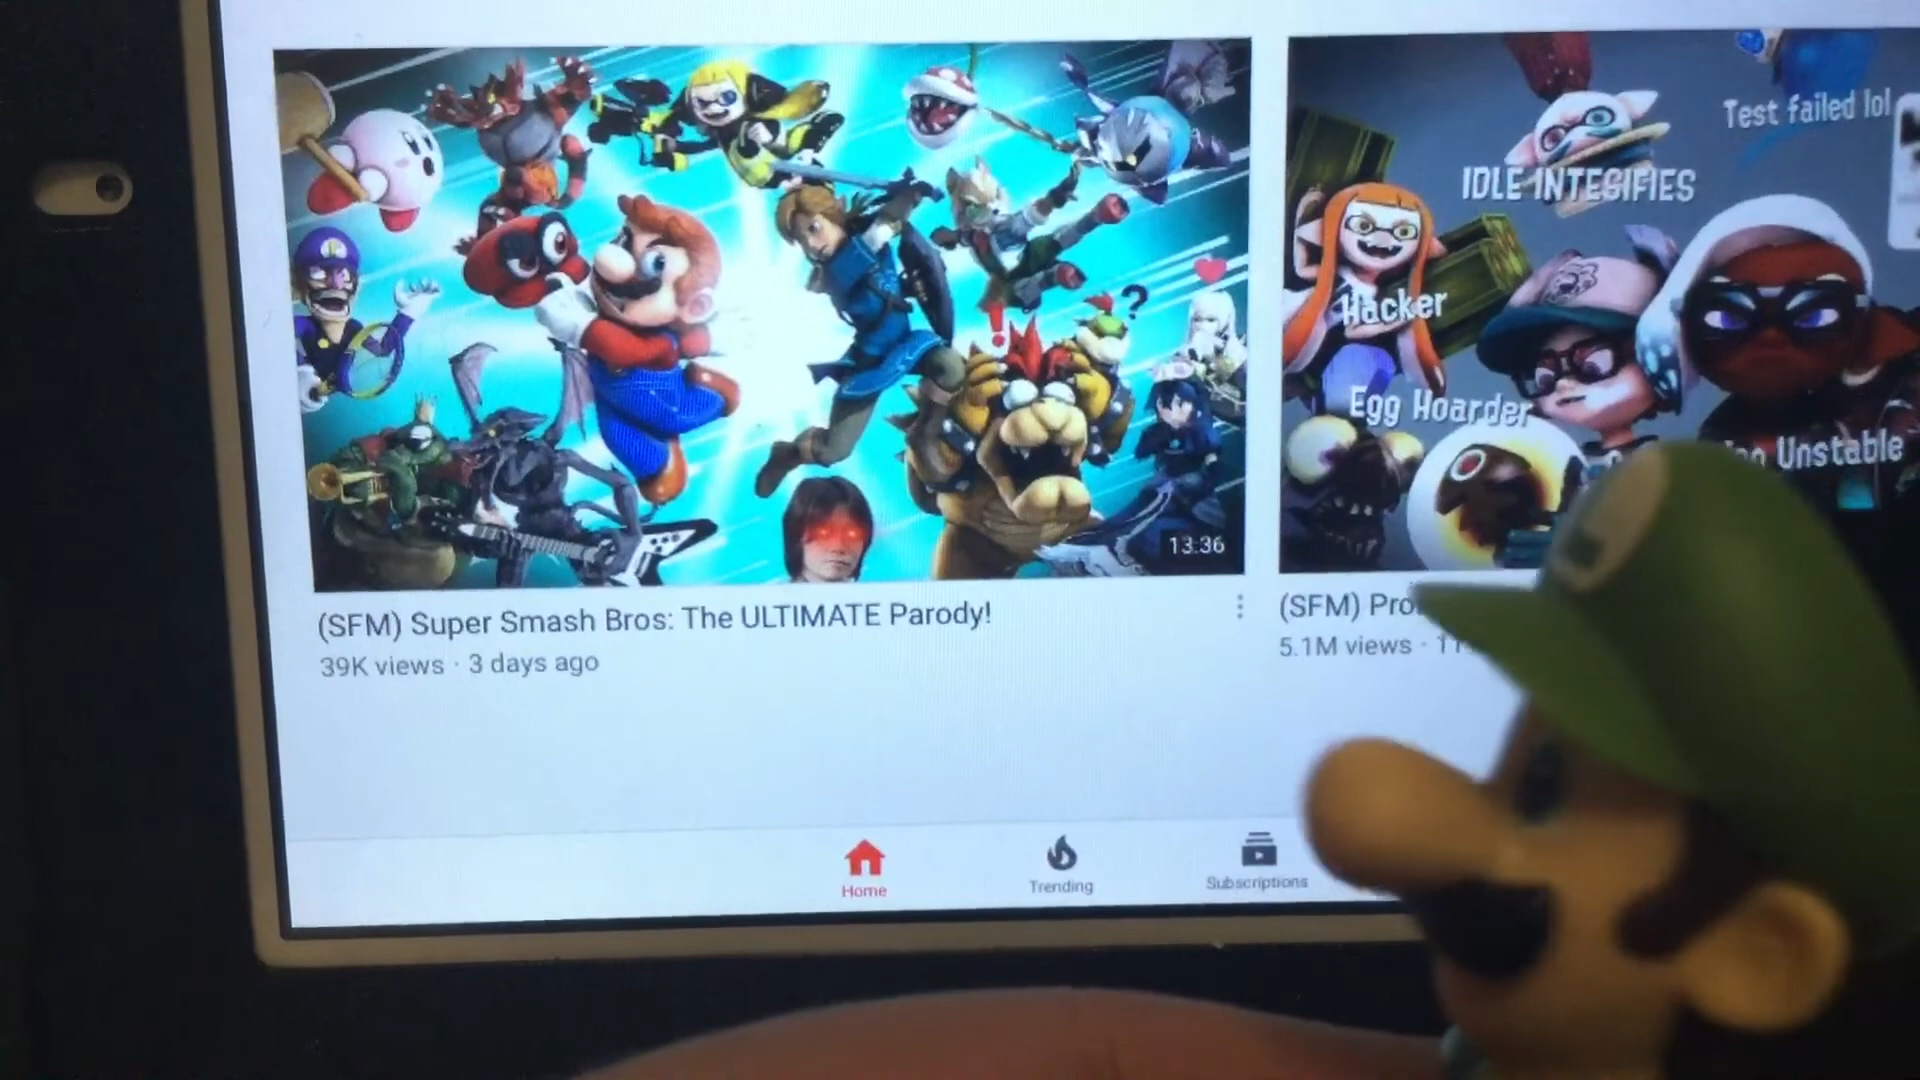 Test failed lol
IDLE INTESIFIES
Hacker
Egg Hoarder
Unstable
13:36
(SFM) Super Smash Bros: The ULTIMATE Parody!
39K views · 3 days ago
(SFM)
5.1M views ·
Home
Trending
Subscriptions